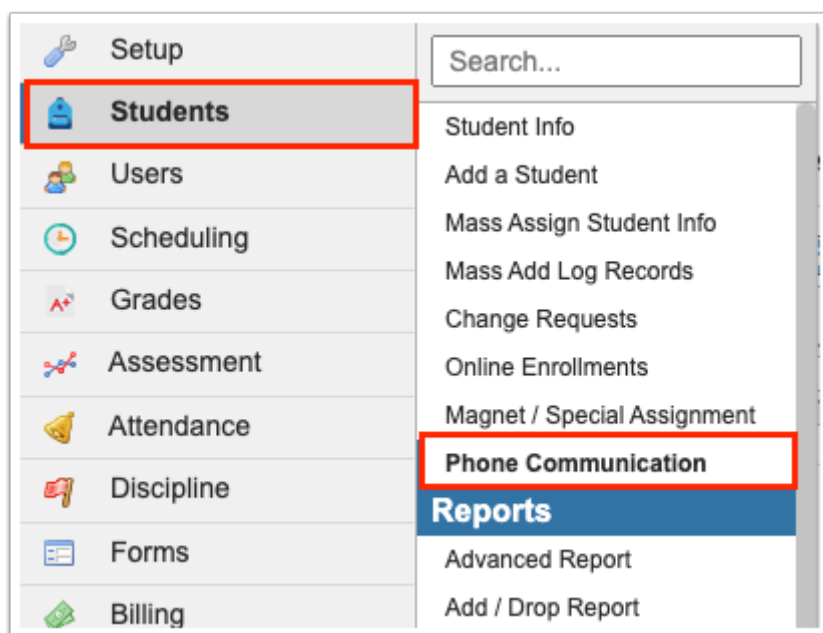 Setup
Students
Users
Scheduling
Grades
Assessment
Attendance
Discipline
Forms
Billing
Search...
Student Info
Add a Student
Mass Assign Student Info
Mass Add Log Records
Change Requests
Online Enrollments
Magnet / Special Assignment
Phone Communication
Reports
Advanced Report
Add / Drop Report